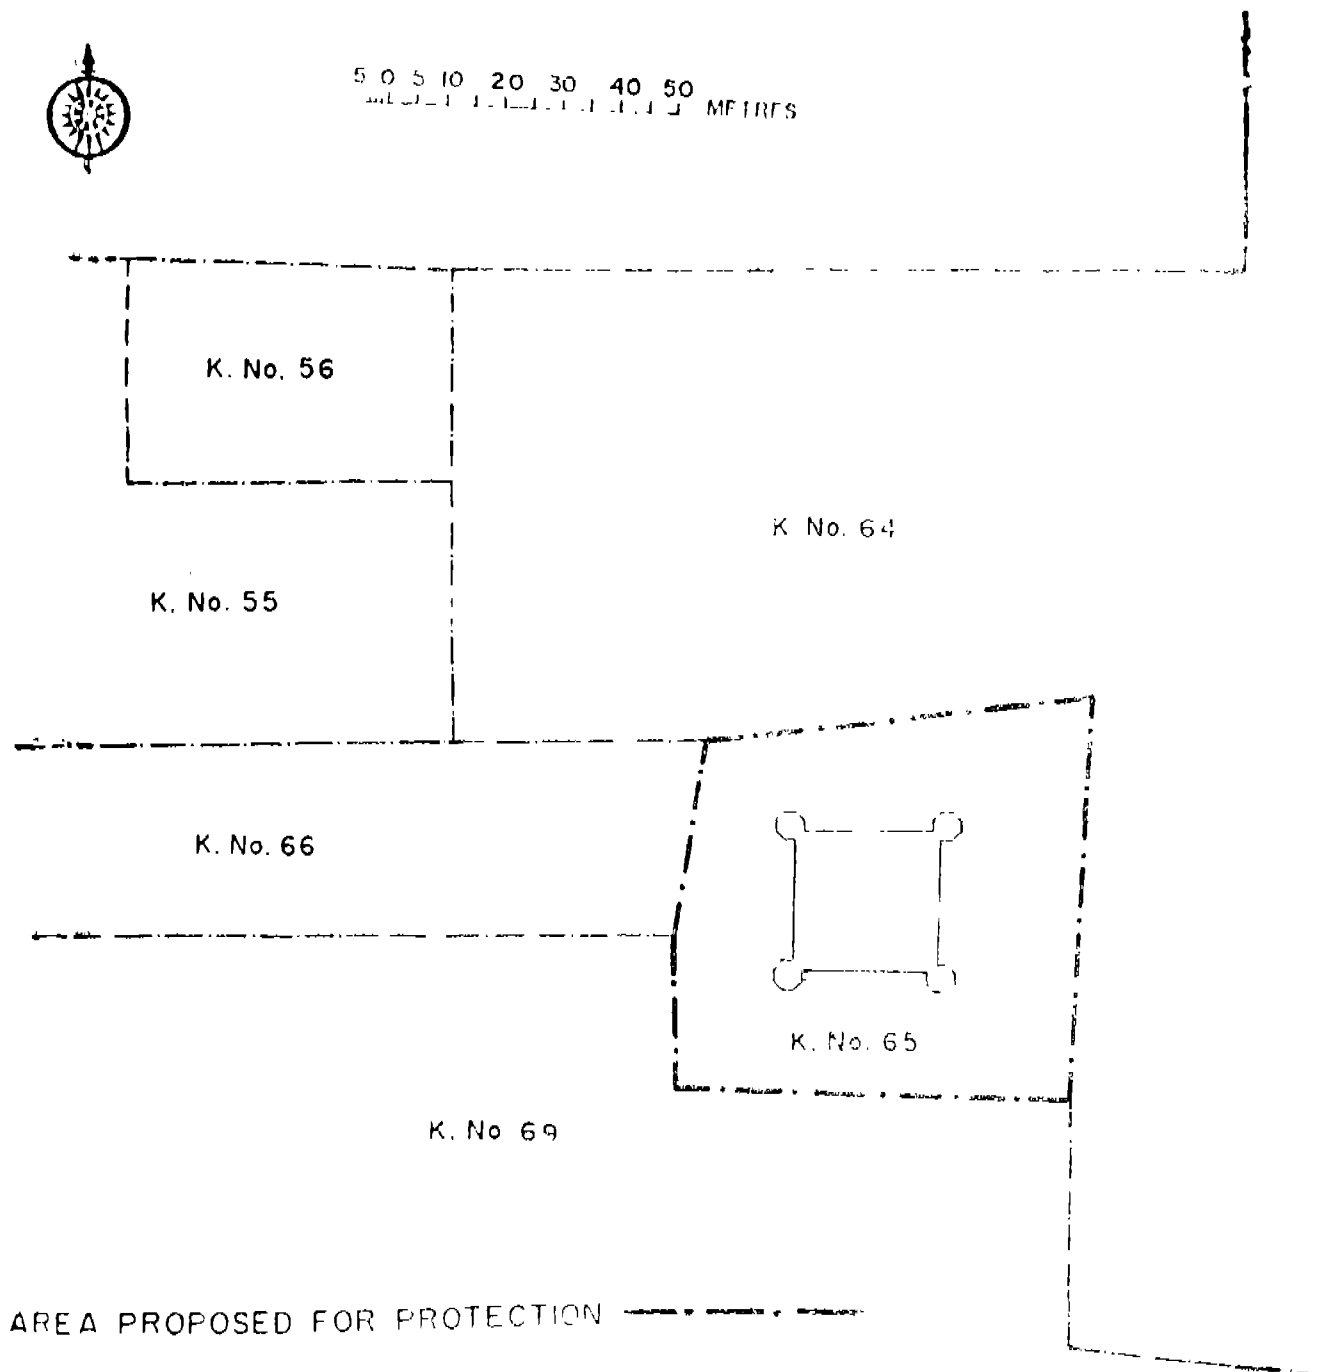 5 0 5 10 20 30 40 50 METRES
K. No. 56
K No. 64
K. No. 55
K. No. 66
K. No. 65
K. No 69
AREA PROPOSED FOR PROTECTION